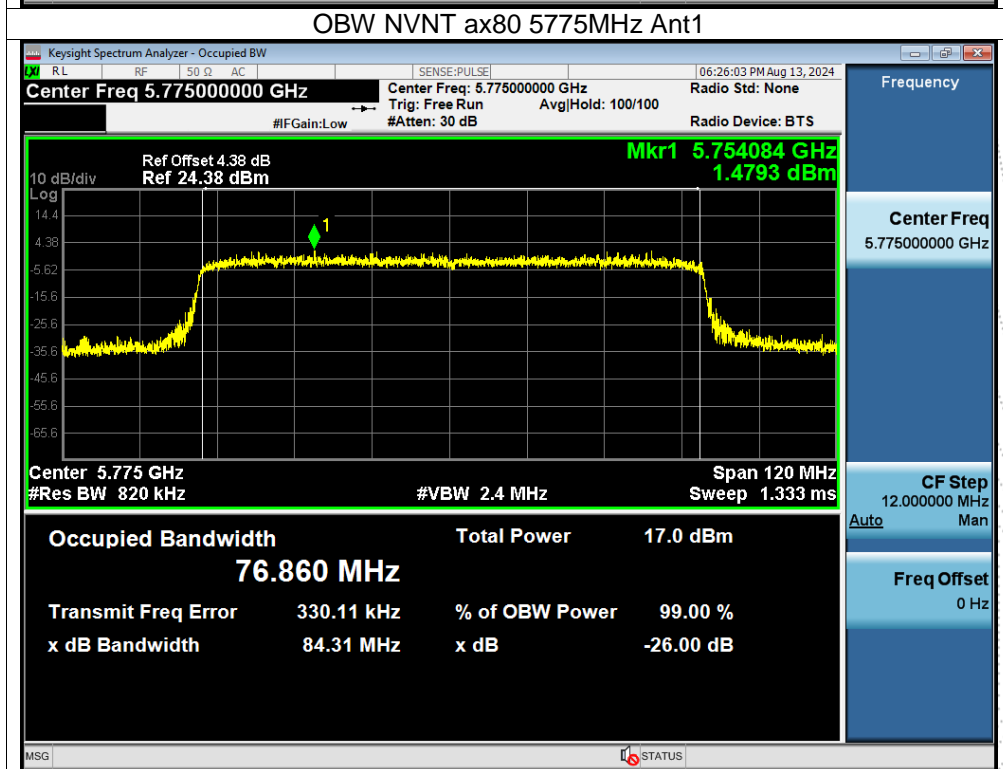 OBW NVNT ax80 5775MHz Ant1
Keysight Spectrum Analyzer - Occupied BW
LXI RL RF 50 Ω AC SENSE:PULSE 06:26:03 PM Aug 13, 2024
Center Freq 5.775000000 GHz
Center Freq: 5.775000000 GHz Radio Std: None
Trig: Free Run Avg|Hold: 100/100
#IFGain:Low #Atten: 30 dB Radio Device: BTS
Ref Offset 4.38 dB Mkr1 5.754084 GHz
10 dB/div Ref 24.38 dBm 1.4793 dBm
Log
14.4
1
4.38
-5.62
-15.6
-25.6
-35.6
-45.6
-55.6
-65.6
Center 5.775 GHz Span 120 MHz
#Res BW 820 kHz #VBW 2.4 MHz Sweep 1.333 ms
Occupied Bandwidth Total Power 17.0 dBm
76.860 MHz
Transmit Freq Error 330.11 kHz % of OBW Power 99.00 %
x dB Bandwidth 84.31 MHz x dB -26.00 dB
MSG STATUS
Frequency
Center Freq
5.775000000 GHz
CF Step
12.000000 MHz
Auto Man
Freq Offset
0 Hz